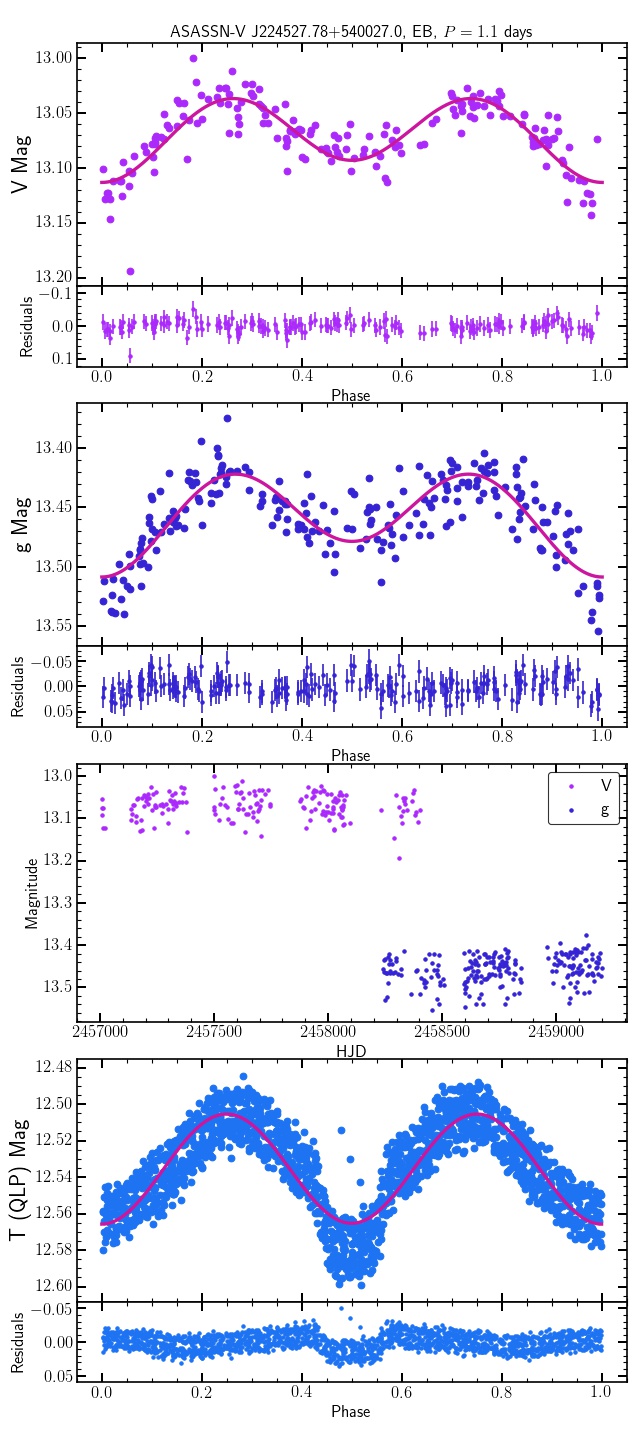 ASASSN-V J224527.78+540027.0, EB, P = 1.1 days
V Mag
13.00
13.05
13.10
13.15
13.20
Residuals
−0.1
0.0
0.1
0.0 0.2 0.4 0.6 0.8 1.0
Phase
g Mag
13.40
13.45
13.50
13.55
Residuals
−0.05
0.00
0.05
0.0 0.2 0.4 0.6 0.8 1.0
Phase
Magnitude
13.0
13.1
13.2
13.3
13.4
13.5
V
g
2457000 2457500 2458000 2458500 2459000
HJD
T (QLP) Mag
12.48
12.50
12.52
12.54
12.56
12.58
12.60
Residuals
−0.05
0.00
0.05
0.0 0.2 0.4 0.6 0.8 1.0
Phase